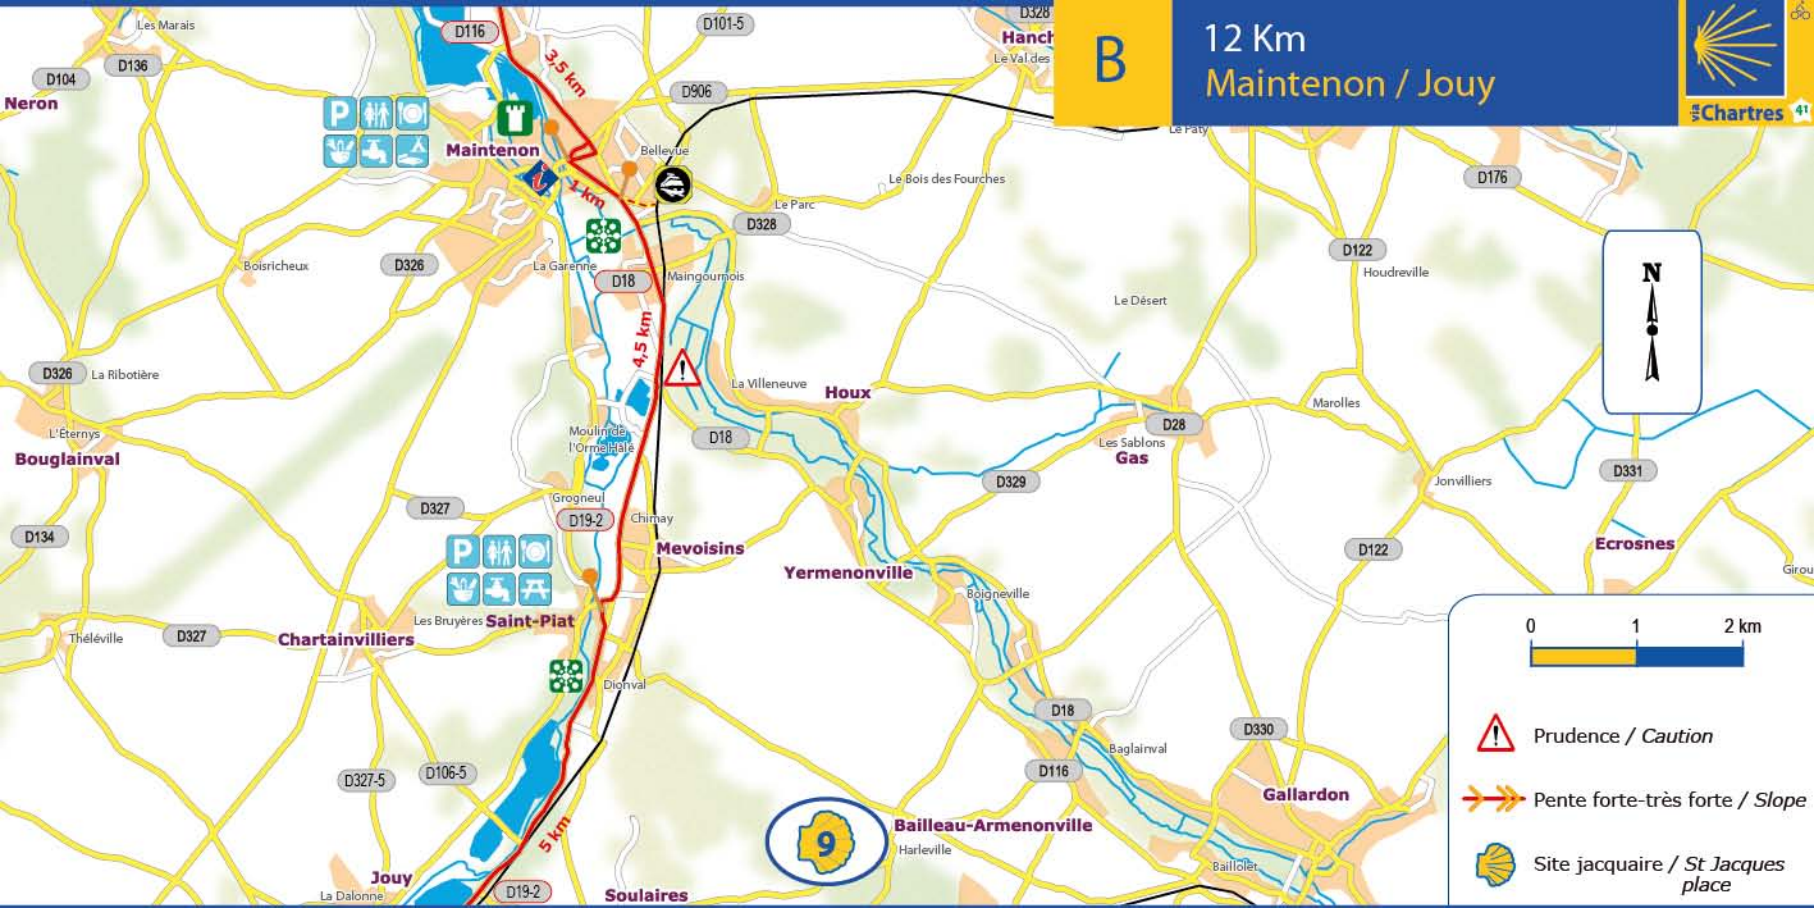 B
12 Km
Maintenon / Jouy
Chartres
41
Les Marais
D116
D101-5
D328
Hanch
Le Val des
D104
D136
3,5 km
D906
Neron
P
Maintenon
Bellevue
Le Paty
i
1 km
Le Bois des Fourches
D176
Le Parc
D328
D122
Boisricheux
D326
La Garenne
D18
Maingournois
Houdreville
N
Le Désert
4,5 km
D326
La Ribotière
La Villeneuve
Houx
Marolles
L'Éternys
Moulin de
l'Orme Hâlé
D18
D28
Les Sablons
Gas
Bouglainval
D329
D331
Jonvilliers
Grogneul
D327
D19-2
Chimay
D134
Mevoisins
D122
Ecrosnes
P
Yermenonville
Girou
Boigneville
Les Bruyères
Saint-Piat
Théléville
D327
Chartainvilliers
0 1 2 km
Dionval
D18
D330
Prudence / Caution
Baglainval
D327-5
D106-5
D116
Gallardon
Pente forte-très forte / Slope
5 km
9
Bailleau-Armenonville
Harleville
Baillolet
Site jacquaire / St Jacques
place
Jouy
La Dalonne
D19-2
Soulaires